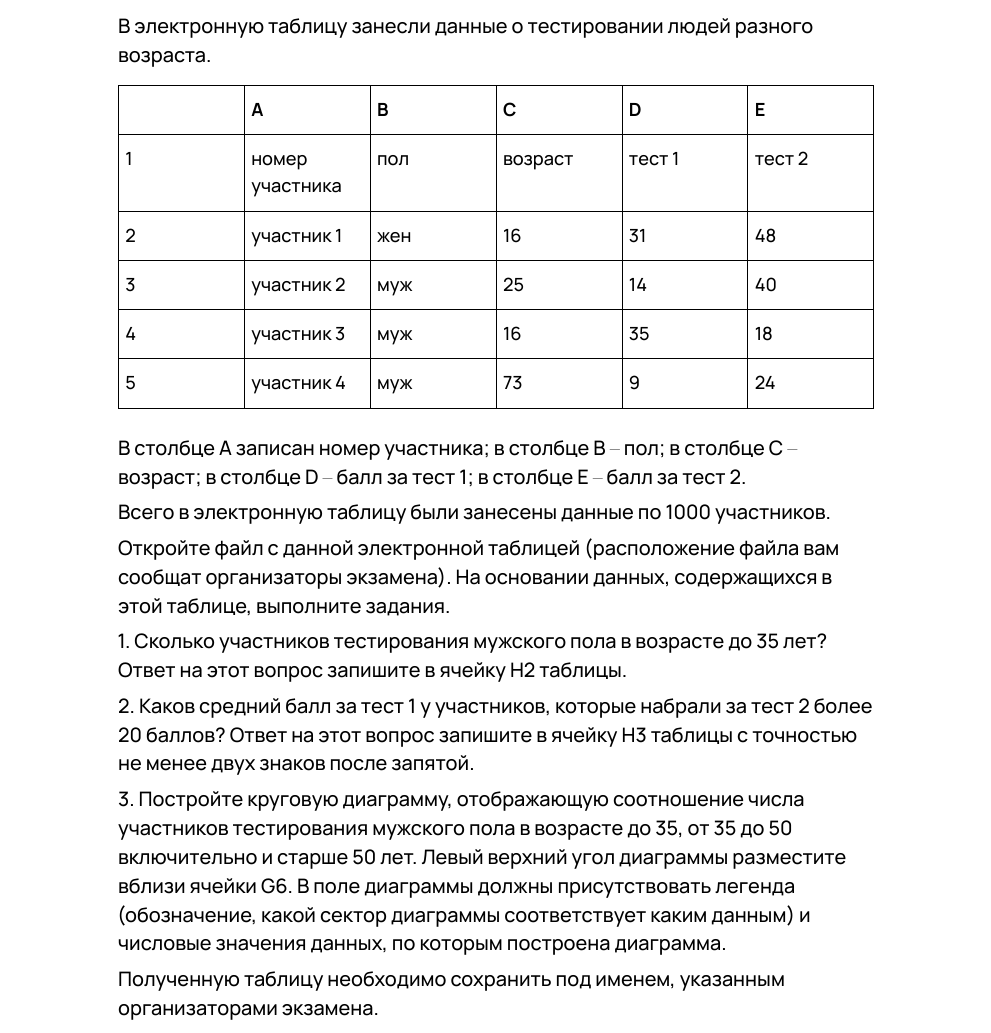 В электронную таблицу занесли данные о тестировании людей разного
возраста.
A B C D E
1 номер участника пол возраст тест 1 тест 2
2 участник 1 жен 16 31 48
3 участник 2 муж 25 14 40
4 участник 3 муж 16 35 18
5 участник 4 муж 73 9 24
В столбце A записан номер участника; в столбце B – пол; в столбце C –
возраст; в столбце D – балл за тест 1; в столбце E – балл за тест 2.
Всего в электронную таблицу были занесены данные по 1000 участников.
Откройте файл с данной электронной таблицей (расположение файла вам
сообщат организаторы экзамена). На основании данных, содержащихся в
этой таблице, выполните задания.
1. Сколько участников тестирования мужского пола в возрасте до 35 лет?
Ответ на этот вопрос запишите в ячейку H2 таблицы.
2. Каков средний балл за тест 1 у участников, которые набрали за тест 2 более
20 баллов? Ответ на этот вопрос запишите в ячейку H3 таблицы с точностью
не менее двух знаков после запятой.
3. Постройте круговую диаграмму, отображающую соотношение числа
участников тестирования мужского пола в возрасте до 35, от 35 до 50
включительно и старше 50 лет. Левый верхний угол диаграммы разместите
вблизи ячейки G6. В поле диаграммы должны присутствовать легенда
(обозначение, какой сектор диаграммы соответствует каким данным) и
числовые значения данных, по которым построена диаграмма.
Полученную таблицу необходимо сохранить под именем, указанным
организаторами экзамена.